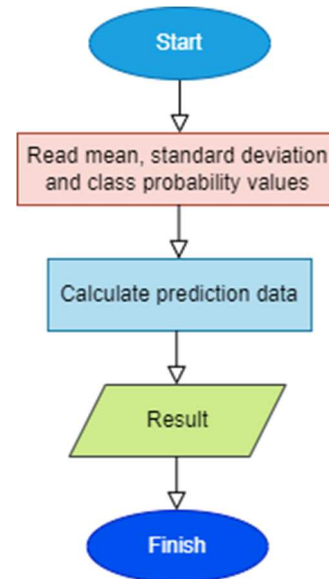 Start
Read mean, standard deviation
and class probability values
Calculate prediction data
Result
Finish